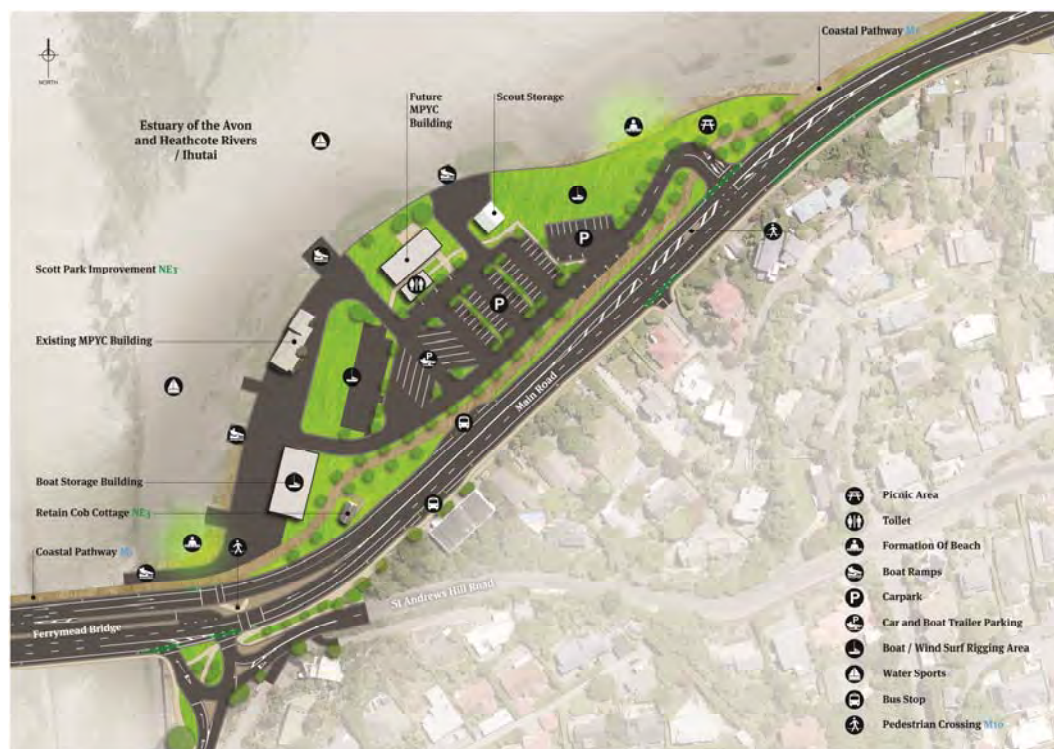 Coastal Pathway M1
NORTH
Future
MPYC
Building
Scout Storage
Estuary of the Avon
and Heathcote Rivers
/ Ihutai
Scott Park Improvement NE3
P
P
Existing MPYC Building
P
Main Road
Boat Storage Building
Retain Cob Cottage NE3
Coastal Pathway M1
St Andrews Hill Road
Ferrymead Bridge
Picnic Area
Toilet
Formation Of Beach
Boat Ramps
P Carpark
P Car and Boat Trailer Parking
Boat / Wind Surf Rigging Area
Water Sports
Bus Stop
Pedestrian Crossing M10